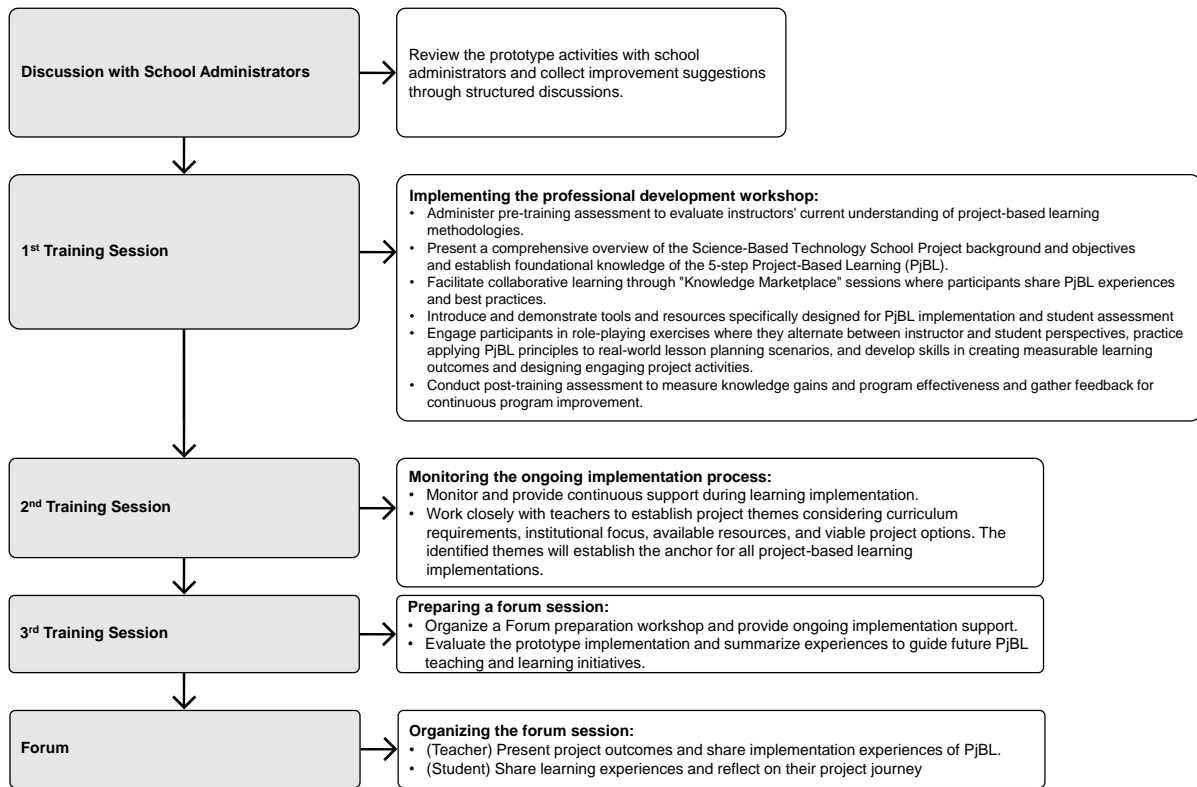 Discussion with School Administrators
Review the prototype activities with school
administrators and collect improvement suggestions
through structured discussions.
1st Training Session
Implementing the professional development workshop:
• Administer pre-training assessment to evaluate instructors' current understanding of project-based learning
methodologies.
• Present a comprehensive overview of the Science-Based Technology School Project background and objectives
and establish foundational knowledge of the 5-step Project-Based Learning (PjBL).
• Facilitate collaborative learning through "Knowledge Marketplace" sessions where participants share PjBL experiences
and best practices.
• Introduce and demonstrate tools and resources specifically designed for PjBL implementation and student assessment
• Engage participants in role-playing exercises where they alternate between instructor and student perspectives, practice
applying PjBL principles to real-world lesson planning scenarios, and develop skills in creating measurable learning
outcomes and designing engaging project activities.
• Conduct post-training assessment to measure knowledge gains and program effectiveness and gather feedback for
continuous program improvement.
2nd Training Session
Monitoring the ongoing implementation process:
• Monitor and provide continuous support during learning implementation.
• Work closely with teachers to establish project themes considering curriculum
requirements, institutional focus, available resources, and viable project options. The
identified themes will establish the anchor for all project-based learning
implementations.
3rd Training Session
Preparing a forum session:
• Organize a Forum preparation workshop and provide ongoing implementation support.
• Evaluate the prototype implementation and summarize experiences to guide future PjBL
teaching and learning initiatives.
Forum
Organizing the forum session:
• (Teacher) Present project outcomes and share implementation experiences of PjBL.
• (Student) Share learning experiences and reflect on their project journey